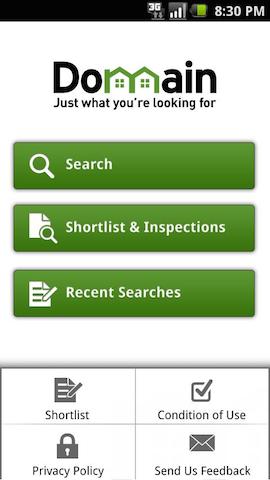 3G 8:30 PM
Domain
Just what you're looking for
Search
Shortlist & Inspections
Recent Searches
Shortlist
Condition of Use
Privacy Policy
Send Us Feedback